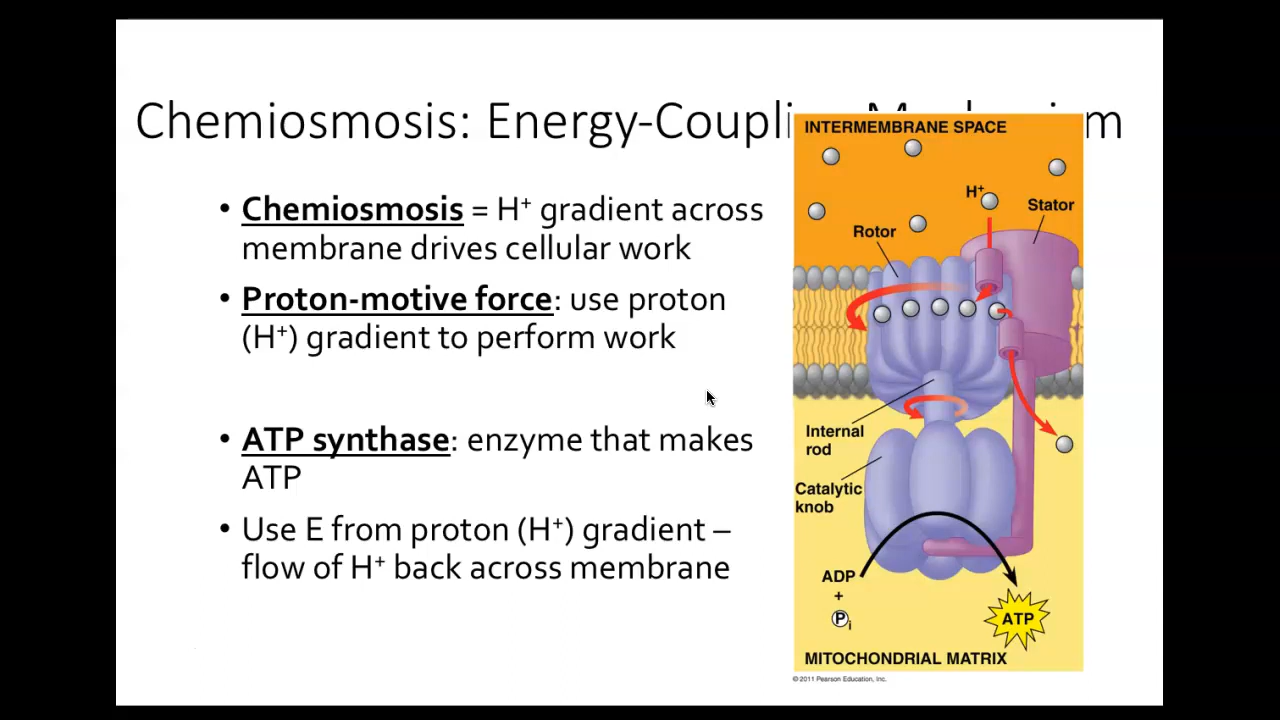 Chemiosmosis: Energy-Coupli
m
• Chemiosmosis = H⁺ gradient across
membrane drives cellular work
• Proton-motive force: use proton
(H⁺) gradient to perform work
• ATP synthase: enzyme that makes
ATP
• Use E from proton (H⁺) gradient –
flow of H⁺ back across membrane
INTERMEMBRANE SPACE
H⁺
Stator
Rotor
Internal
rod
Catalytic
knob
ADP
+
Pi
ATP
MITOCHONDRIAL MATRIX
© 2011 Pearson Education, Inc.